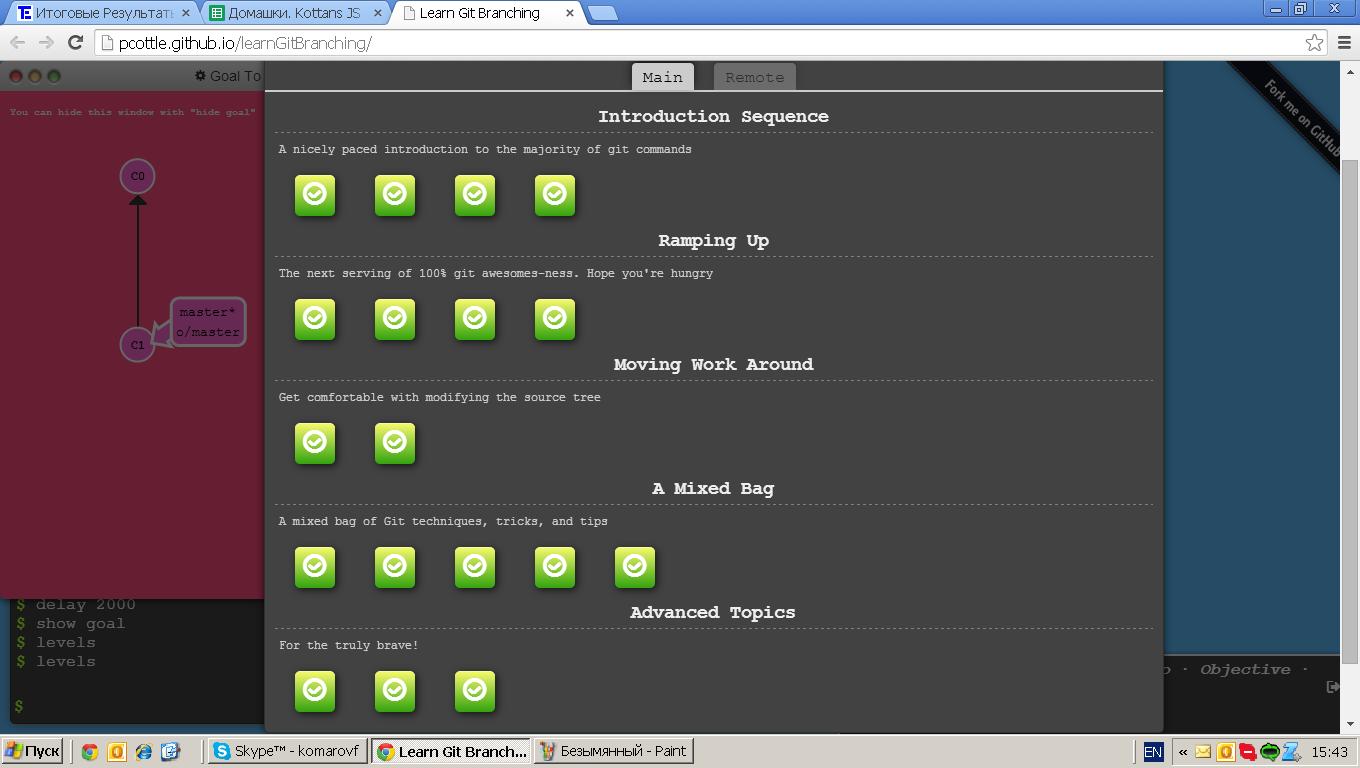 Итоговые Результать
Домашки. Kottans JS
Learn Git Branching
pcottle.github.io/learnGitBranching/
Goal To
You can hide this window with "hide goal"
C0
master*
o/master
C1
Main
Remote
Fork me on GitHub
Introduction Sequence
A nicely paced introduction to the majority of git commands
Ramping Up
The next serving of 100% git awesomes-ness. Hope you're hungry
Moving Work Around
Get comfortable with modifying the source tree
A Mixed Bag
A mixed bag of Git techniques, tricks, and tips
Advanced Topics
For the truly brave!
$ delay 2000
$ show goal
$ levels
$ levels
$
· Objective ·
Пуск
Skype™ - komarovf
Learn Git Branch...
Безымянный - Paint
EN
«
15:43